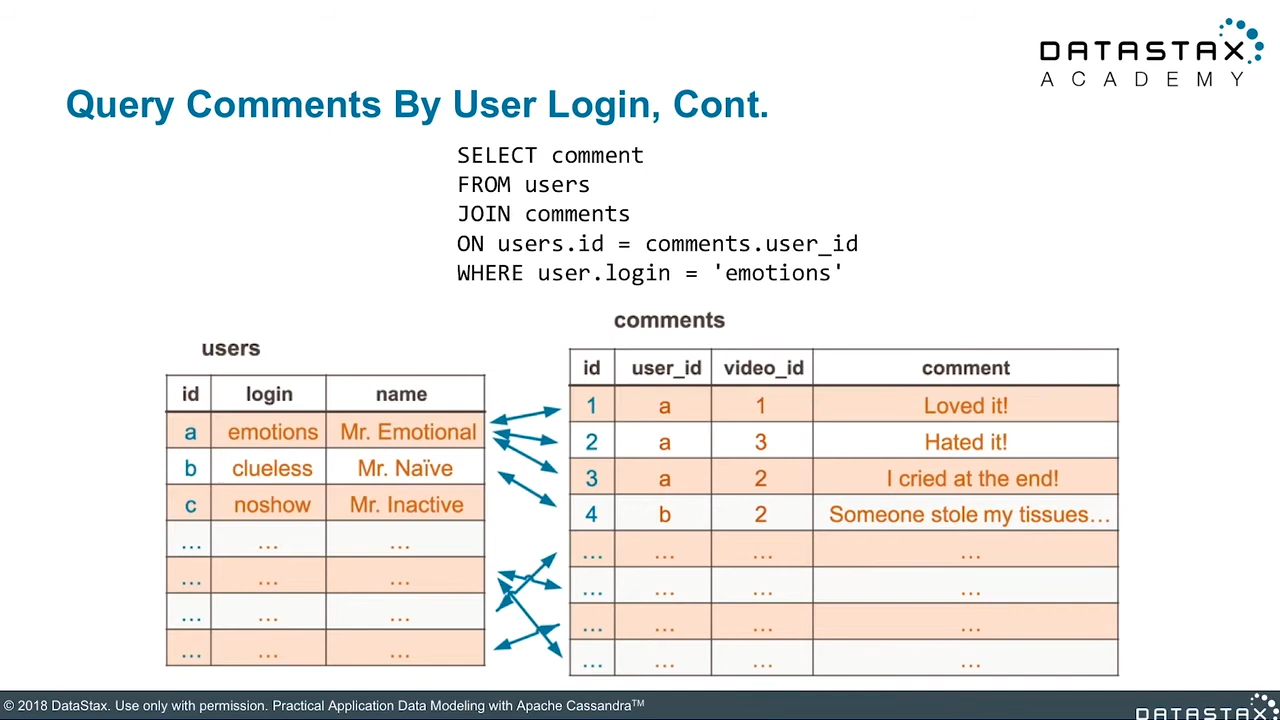 DATASTAX
ACADEMY
Query Comments By User Login, Cont.
SELECT comment
FROM users
JOIN comments
ON users.id = comments.user_id
WHERE user.login = 'emotions'
users
id login name
a emotions Mr. Emotional
b clueless Mr. Naïve
c noshow Mr. Inactive
… … …
… … …
… … …
… … …
comments
id user_id video_id comment
1 a 1 Loved it!
2 a 3 Hated it!
3 a 2 I cried at the end!
4 b 2 Someone stole my tissues…
… … … …
… … … …
… … … …
… … … …
© 2018 DataStax. Use only with permission. Practical Application Data Modeling with Apache Cassandra™
DATASTAX